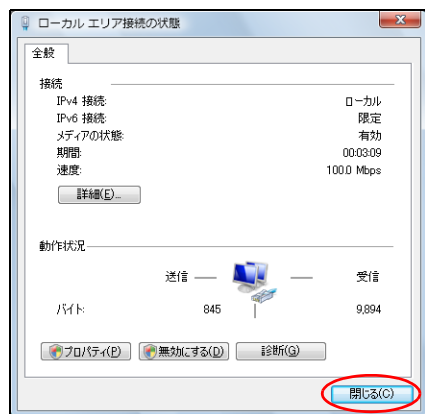 ローカル エリア接続の状態
全般
接続
IPv4 接続: ローカル
IPv6 接続: 限定
メディアの状態: 有効
期間: 00:03:09
速度: 100.0 Mbps
詳細(E)...
動作状況
送信 受信
バイト: 845 9,894
プロパティ(P) 無効にする(D) 診断(G)
閉じる(C)